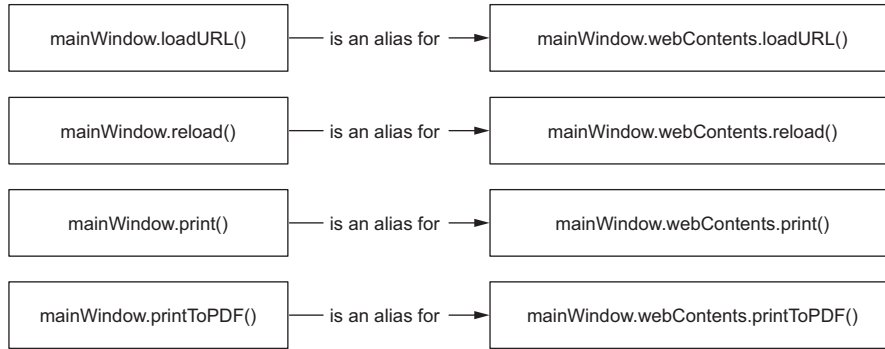 mainWindow.loadURL() is an alias for mainWindow.webContents.loadURL()
mainWindow.reload() is an alias for mainWindow.webContents.reload()
mainWindow.print() is an alias for mainWindow.webContents.print()
mainWindow.printToPDF() is an alias for mainWindow.webContents.printToPDF()